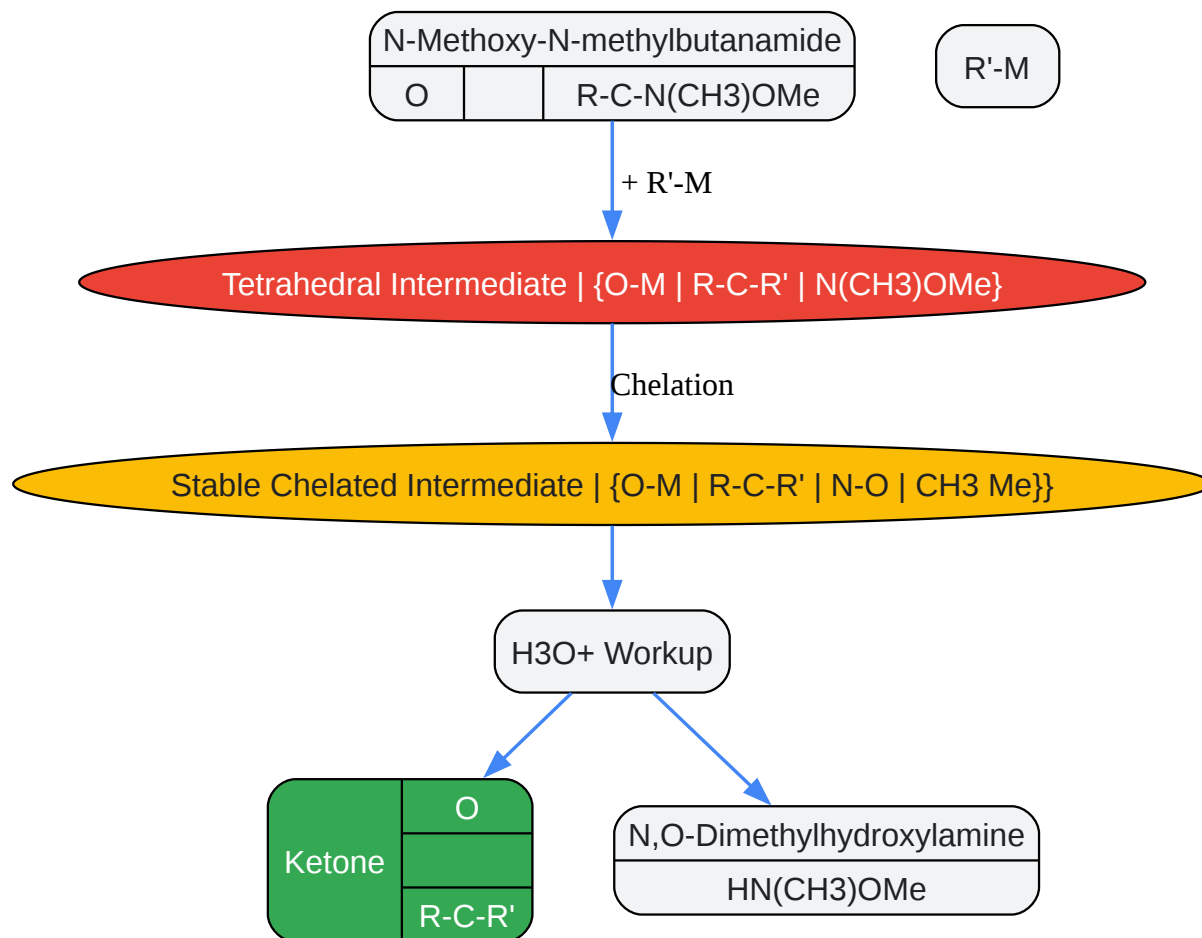 N-Methoxy-N-methylbutanamide
O
R-C-N(CH3)OMe
R'-M
+ R'-M
Tetrahedral Intermediate | {O-M | R-C-R' | N(CH3)OMe}
Chelation
Stable Chelated Intermediate | {O-M | R-C-R' | N-O | CH3 Me}}
H3O+ Workup
Ketone
O
R-C-R'
N,O-Dimethylhydroxylamine
HN(CH3)OMe